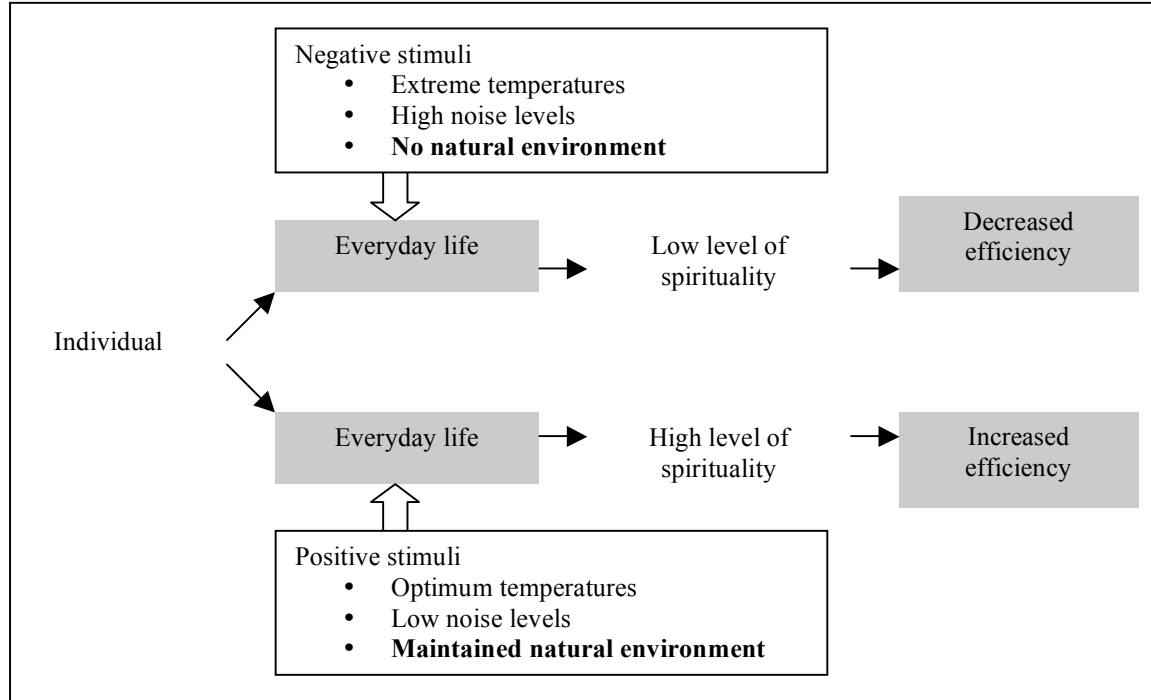 Negative stimuli
• Extreme temperatures
• High noise levels
• No natural environment
Everyday life
Low level of
spirituality
Decreased
efficiency
Individual
Everyday life
High level of
spirituality
Increased
efficiency
Positive stimuli
• Optimum temperatures
• Low noise levels
• Maintained natural environment